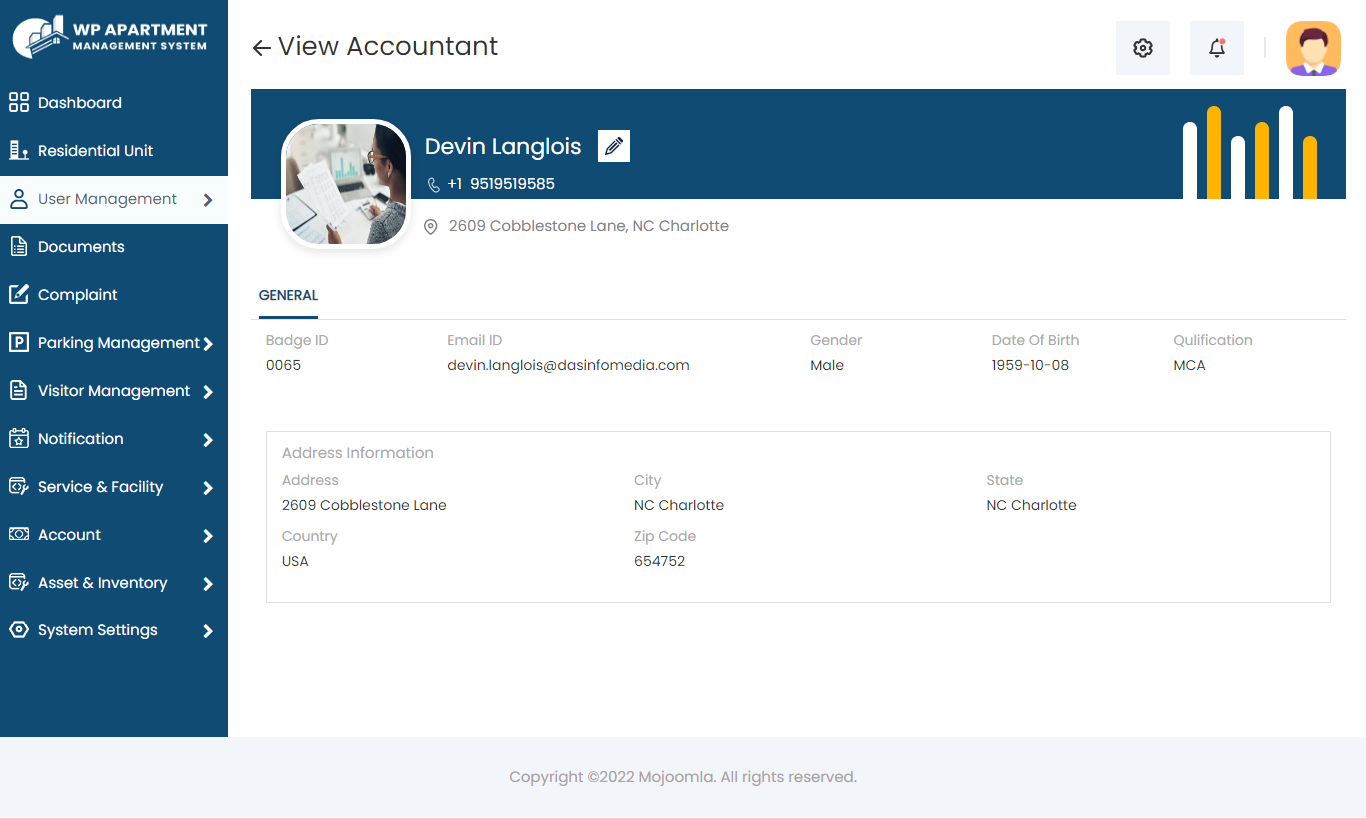 WP APARTMENT
MANAGEMENT SYSTEM
Dashboard
Residential Unit
User Management
Documents
Complaint
Parking Management
Visitor Management
Notification
Service & Facility
Account
Asset & Inventory
System Settings
View Accountant
Devin Langlois
+1 9519519585
2609 Cobblestone Lane, NC Charlotte
GENERAL
Badge ID Email ID Gender Date Of Birth Qulification
0065 devin.langlois@dasinfomedia.com Male 1959-10-08 MCA
Address Information
Address City State
2609 Cobblestone Lane NC Charlotte NC Charlotte
Country Zip Code
USA 654752
Copyright ©2022 Mojoomla. All rights reserved.